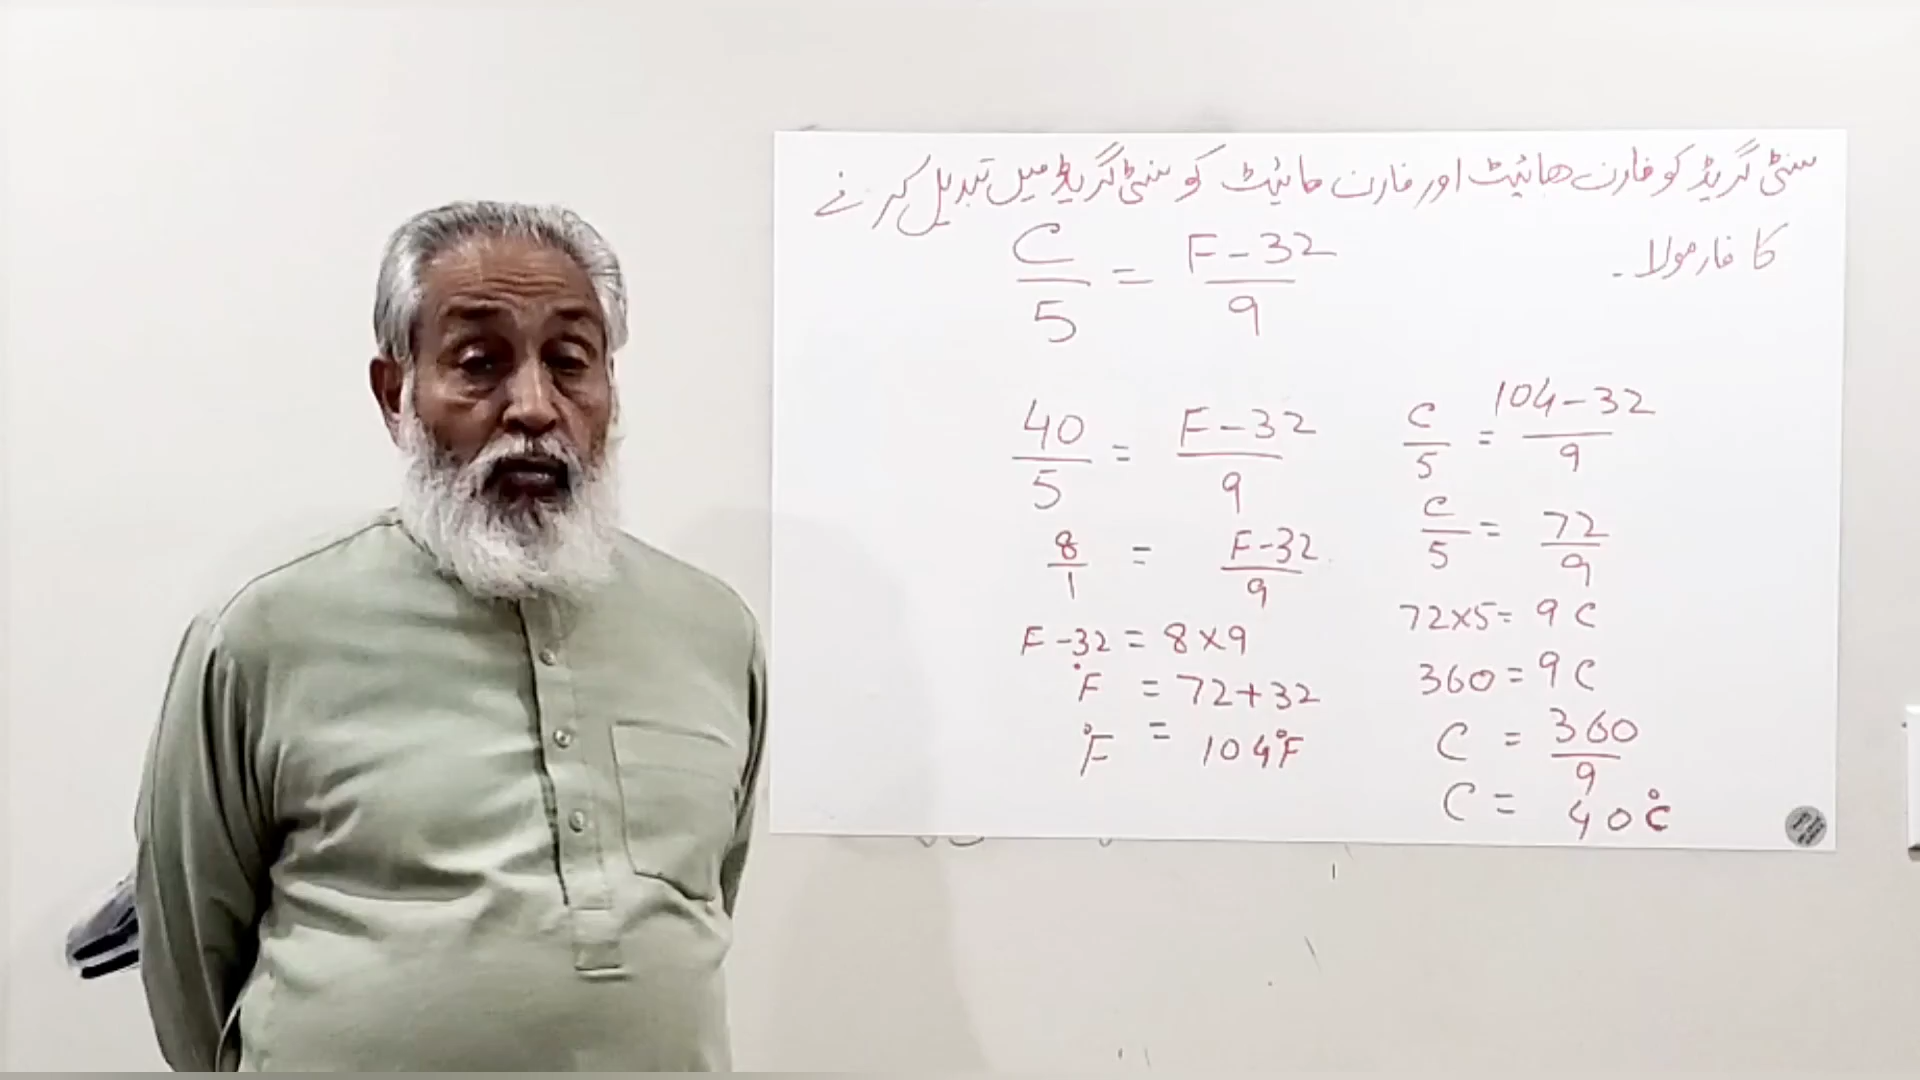 سنٹی گریڈ کو فارن ھائیٹ اور فارن ھائیٹ کو سنٹی گریڈ میں تبدیل کرنے
کا فارمولا۔
C/5 = F-32/9
40/5 = F-32/9
8/1 = F-32/9
F-32 = 8×9
°F = 72+32
°F = 104°F
C/5 = 104-32/9
C/5 = 72/9
72×5 = 9C
360 = 9C
C = 360/9
C = 40°C